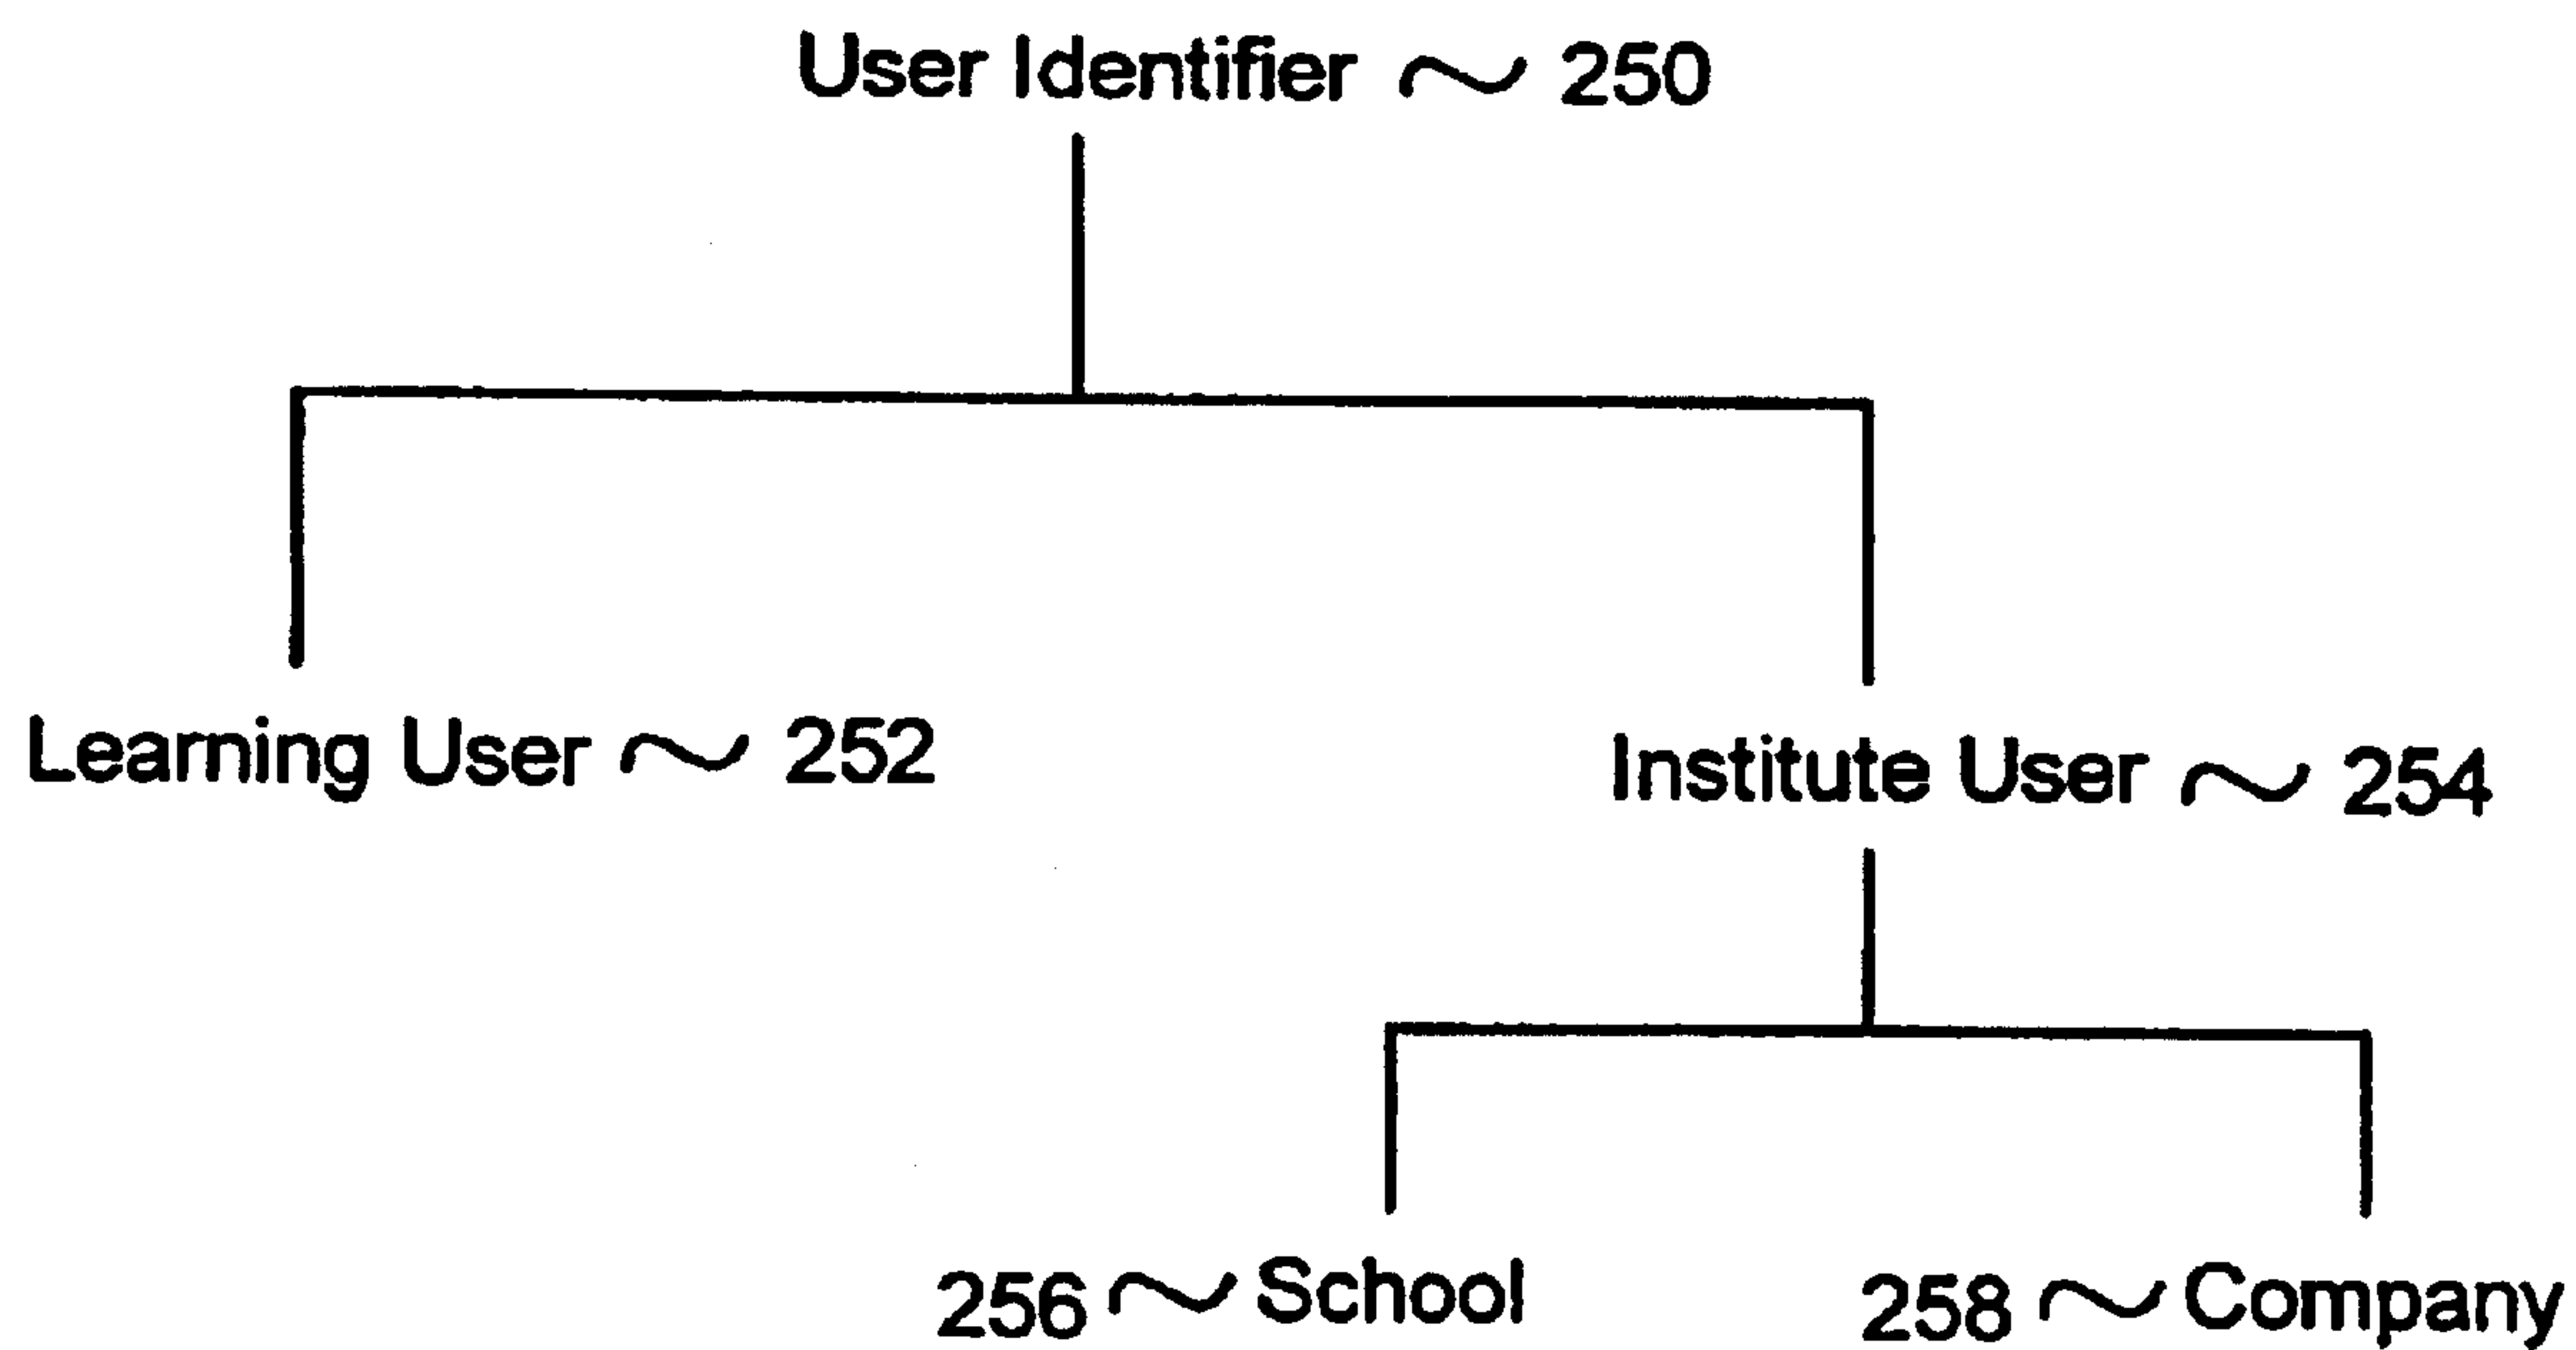 User Identifier ~ 250
Learning User ~ 252
Institute User ~ 254
256 ~ School
258 ~ Company